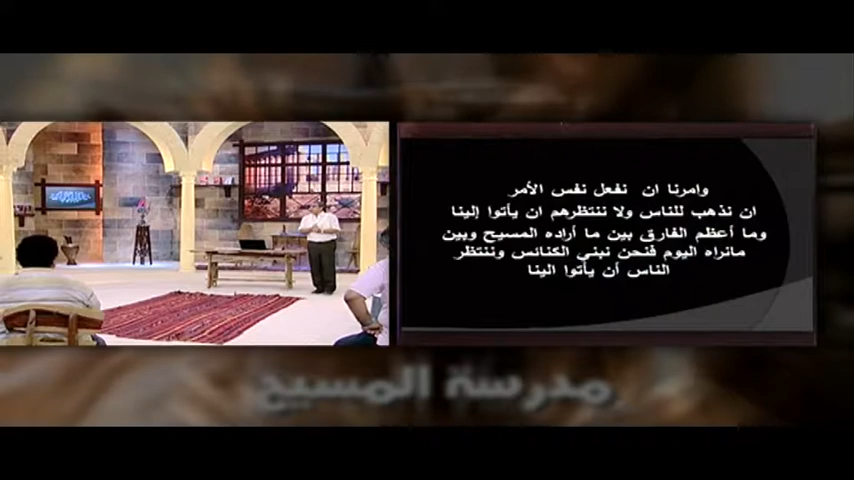 وامرنا ان نفعل نفس الأمر
ان نذهب للناس ولا ننتظرهم ان يأتوا إلينا
وما أعظم الفارق بين ما أراده المسيح وبين
مانراه اليوم فنحن نبني الكنائس وننتظر
الناس أن يأتوا الينا
مدرسة المسيح